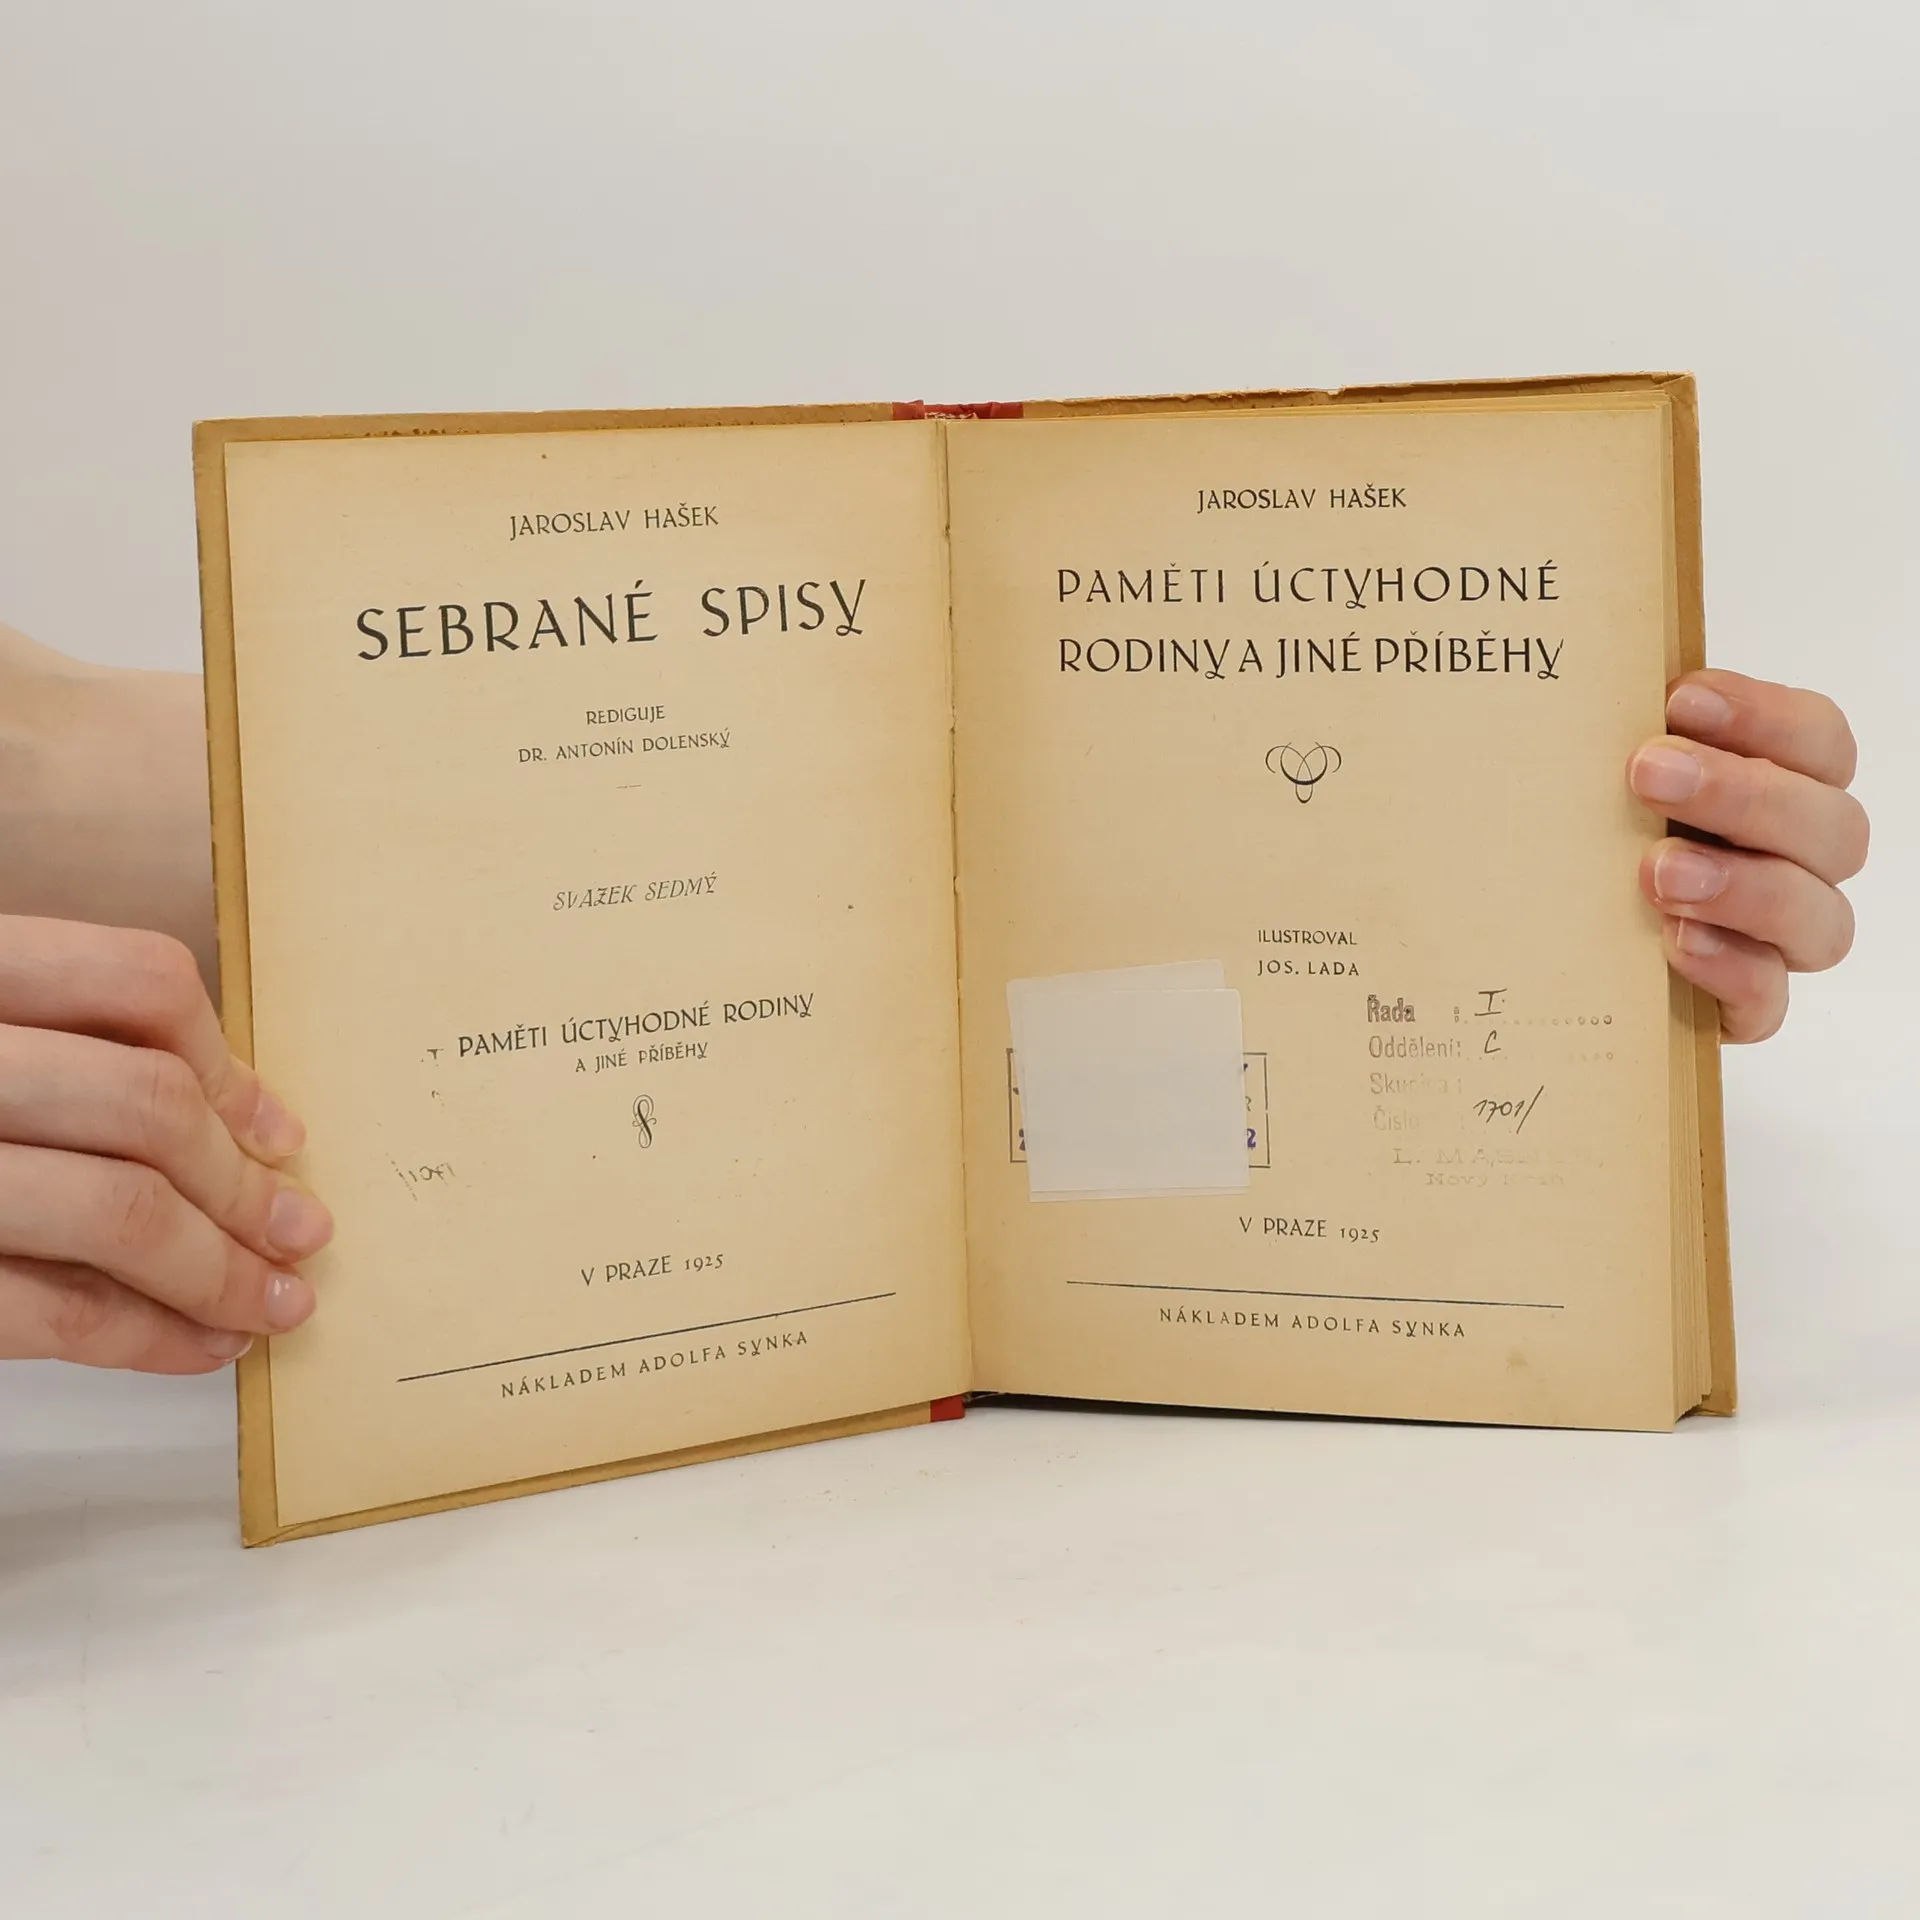 JAROSLAV HAŠEK
SEBRANÉ SPISY
REDIGUJE
DR. ANTONÍN DOLENSKÝ
SVAZEK SEDMÝ
PAMĚTI ÚCTYHODNÉ RODINY
A JINÉ PŘÍBĚHY
V PRAZE 1925
NÁKLADEM ADOLFA SYNKA
JAROSLAV HAŠEK
PAMĚTI ÚCTYHODNÉ
RODINY A JINÉ PŘÍBĚHY
ILUSTROVAL
JOS. LADA
Řada : I.
Oddělení: C
1701/
V PRAZE 1925
NÁKLADEM ADOLFA SYNKA